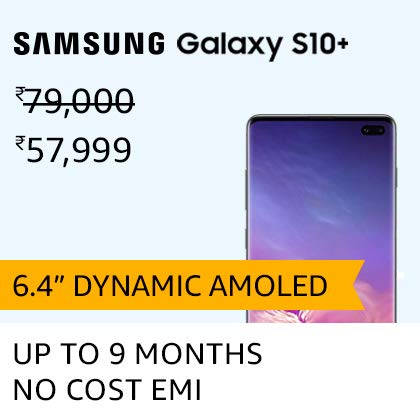 SAMSUNG Galaxy S10+
₹79,000
₹57,999
6.4” DYNAMIC AMOLED
UP TO 9 MONTHS
NO COST EMI